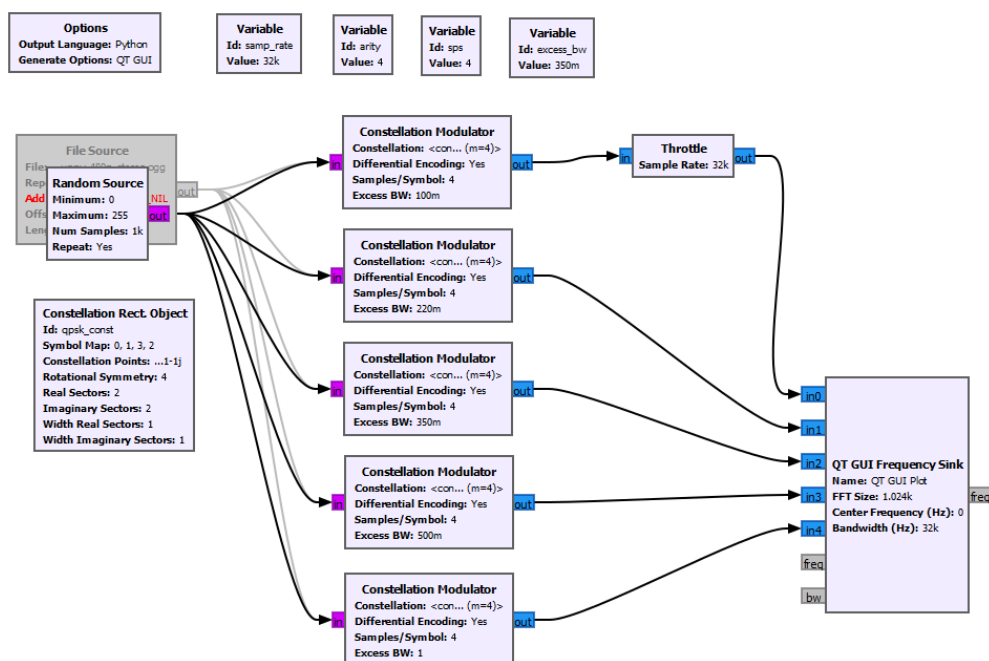 Options
Output Language: Python
Generate Options: QT GUI
Variable
Id: samp_rate
Value: 32k
Variable
Id: arity
Value: 4
Variable
Id: sps
Value: 4
Variable
Id: excess_bw
Value: 350m
File Source
File:
Add
_NIL
out
Random Source
Minimum: 0
Maximum: 255
Num Samples: 1k
Repeat: Yes
out
Constellation Rect. Object
Id: qpsk_const
Symbol Map: 0, 1, 3, 2
Constellation Points: ...1-1j
Rotational Symmetry: 4
Real Sectors: 2
Imaginary Sectors: 2
Width Real Sectors: 1
Width Imaginary Sectors: 1
in
Constellation Modulator
Constellation: <con... (m=4)>
Differential Encoding: Yes
Samples/Symbol: 4
Excess BW: 100m
out
in
Constellation Modulator
Constellation: <con... (m=4)>
Differential Encoding: Yes
Samples/Symbol: 4
Excess BW: 220m
out
in
Constellation Modulator
Constellation: <con... (m=4)>
Differential Encoding: Yes
Samples/Symbol: 4
Excess BW: 350m
out
in
Constellation Modulator
Constellation: <con... (m=4)>
Differential Encoding: Yes
Samples/Symbol: 4
Excess BW: 500m
out
in
Constellation Modulator
Constellation: <con... (m=4)>
Differential Encoding: Yes
Samples/Symbol: 4
Excess BW: 1
out
in
Throttle
Sample Rate: 32k
out
in0
in1
in2
in3
in4
freq
bw
QT GUI Frequency Sink
Name: QT GUI Plot
FFT Size: 1.024k
Center Frequency (Hz): 0
Bandwidth (Hz): 32k
freq